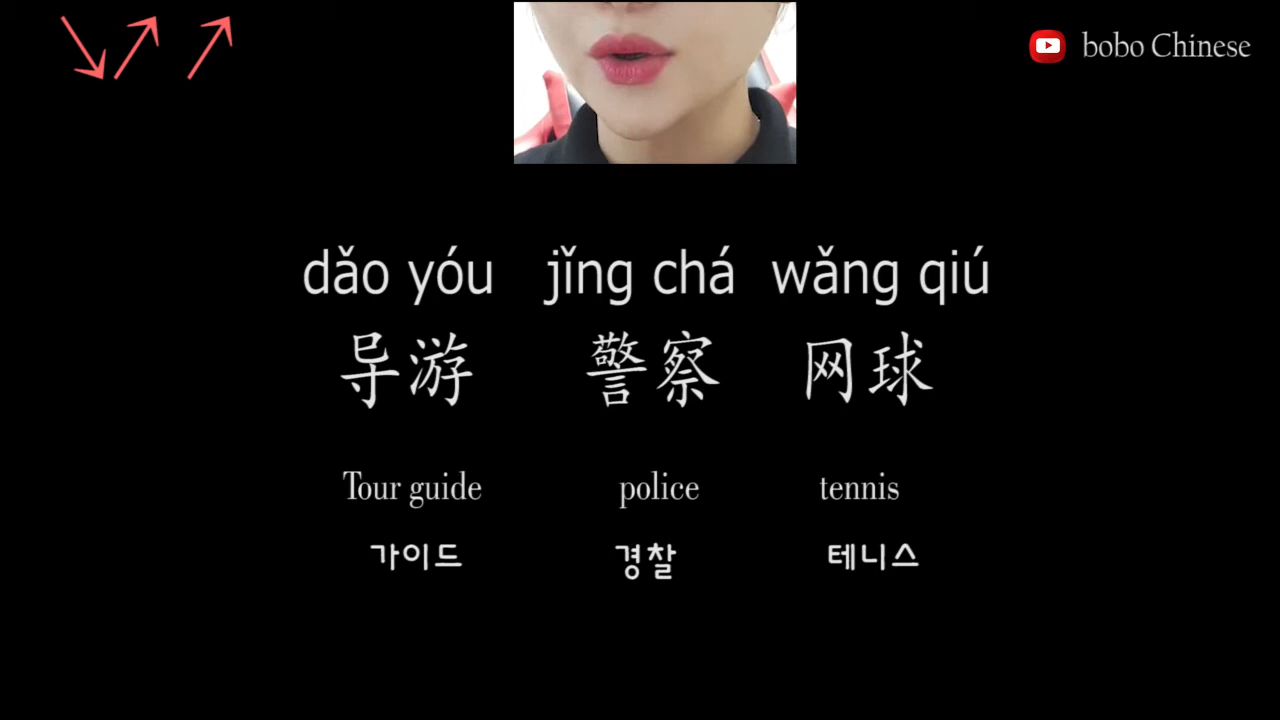 bobo Chinese
dǎo yóu jǐng chá wǎng qiú
导游 警察 网球
Tour guide police tennis
가이드 경찰 테니스